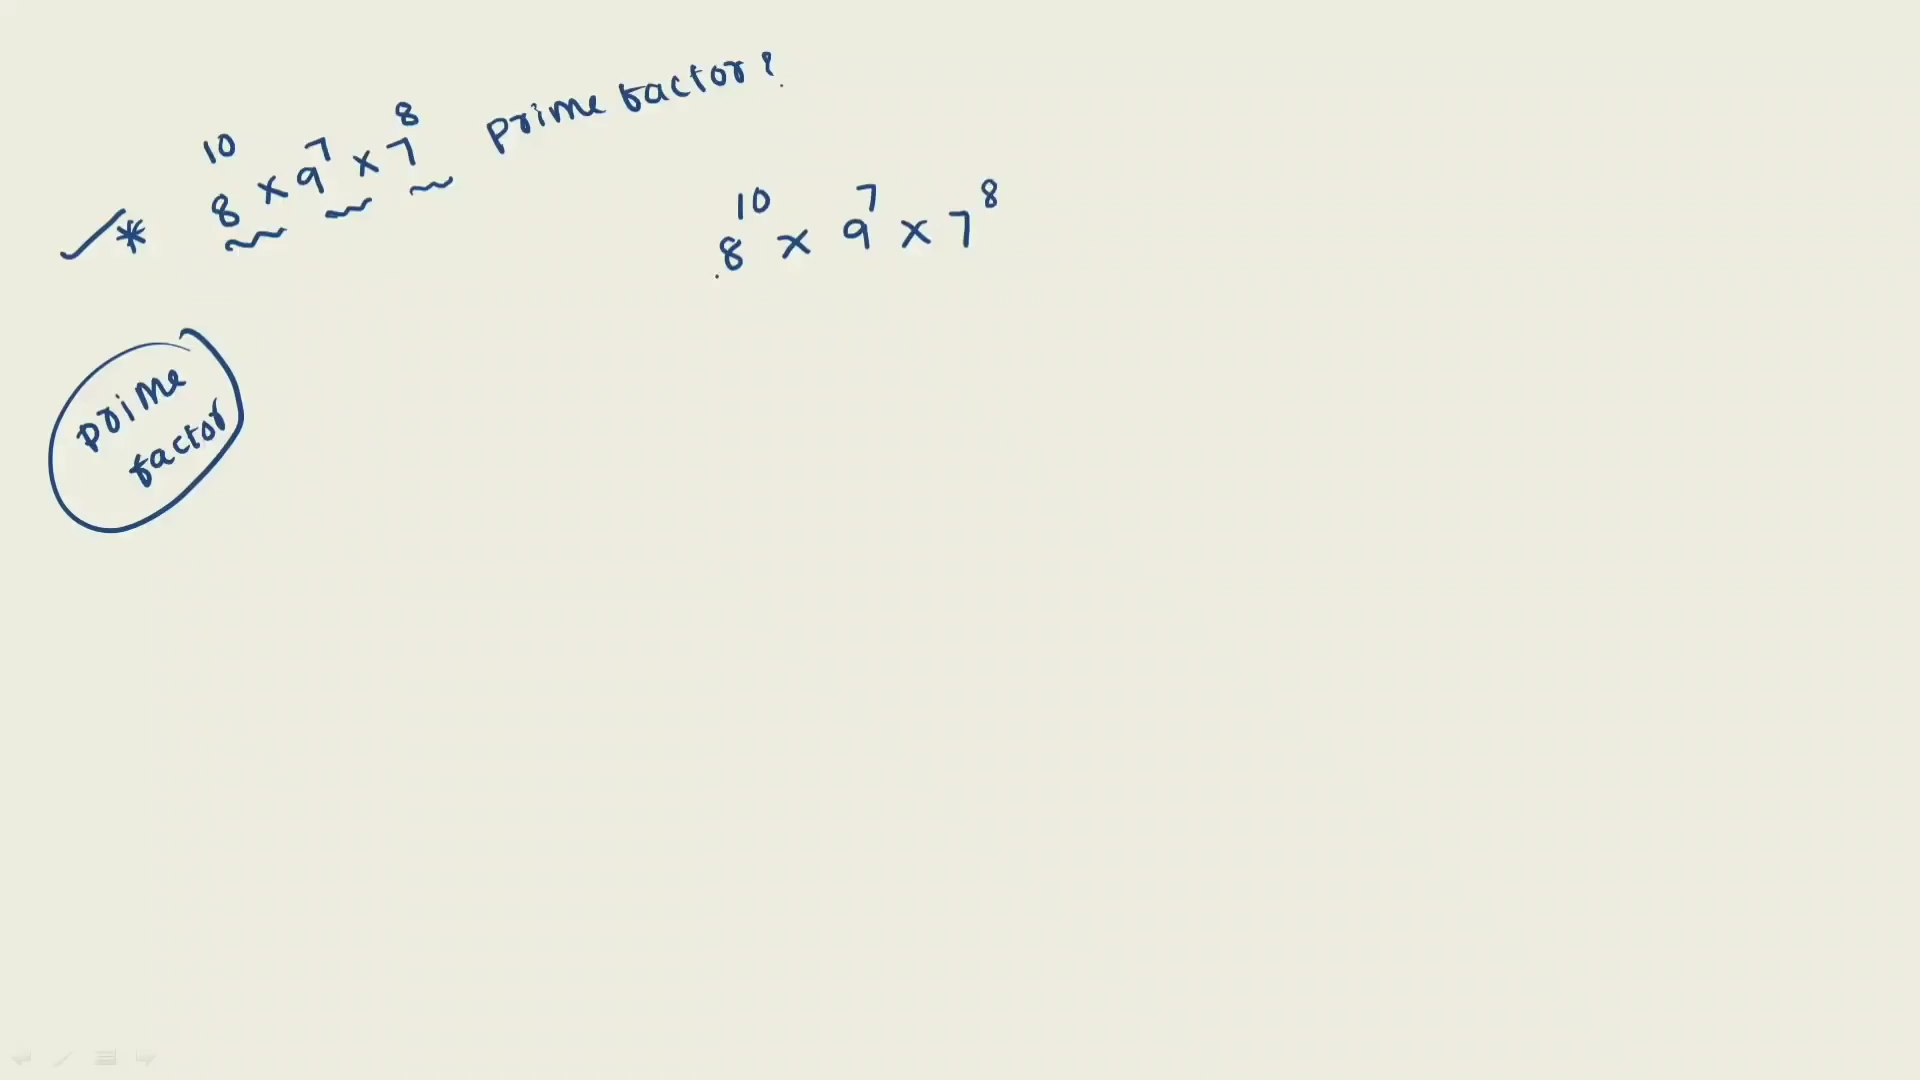 * 8^10 × 9^7 × 7^8 prime factor?
8^10 × 9^7 × 7^8
prime
factor